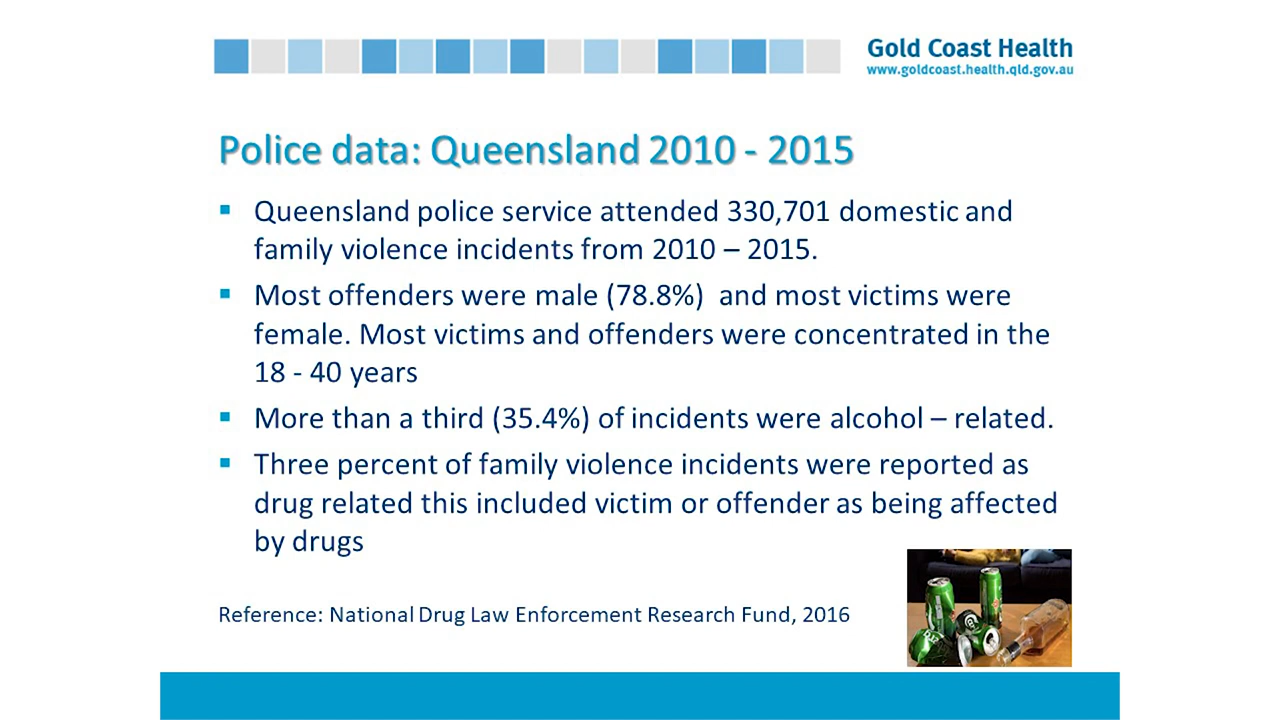 Gold Coast Health
www.goldcoast.health.qld.gov.au
Police data: Queensland 2010 - 2015
▪ Queensland police service attended 330,701 domestic and
family violence incidents from 2010 – 2015.
▪ Most offenders were male (78.8%)  and most victims were
female. Most victims and offenders were concentrated in the
18 - 40 years
▪ More than a third (35.4%) of incidents were alcohol – related.
▪ Three percent of family violence incidents were reported as
drug related this included victim or offender as being affected
by drugs
Reference: National Drug Law Enforcement Research Fund, 2016